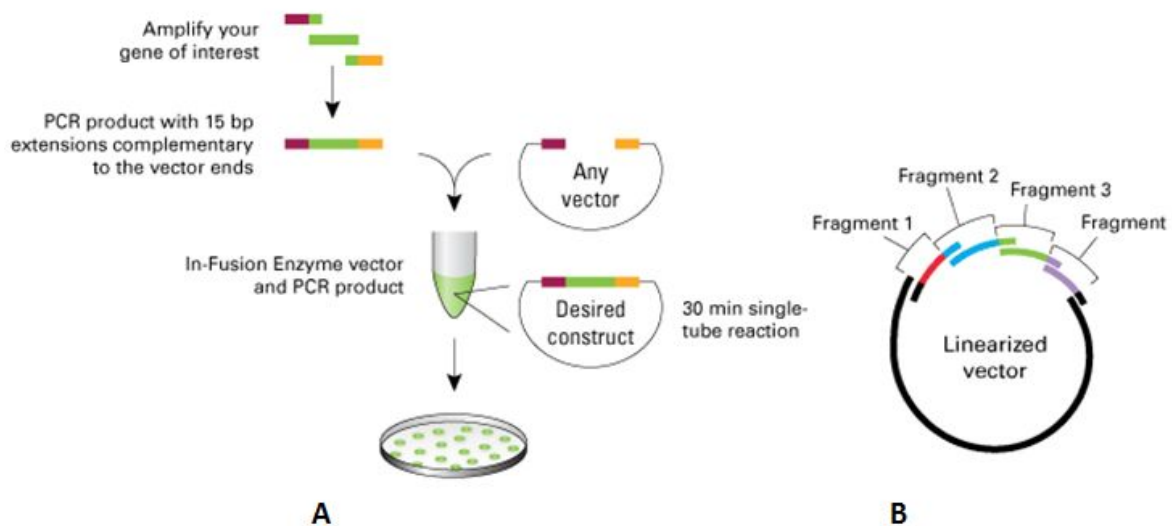 Amplify your
gene of interest
PCR product with 15 bp
extensions complementary
to the vector ends
Any
vector
In-Fusion Enzyme vector
and PCR product
Desired
construct
30 min single-
tube reaction
A
Fragment 1
Fragment 2
Fragment 3
Fragment
Linearized
vector
B